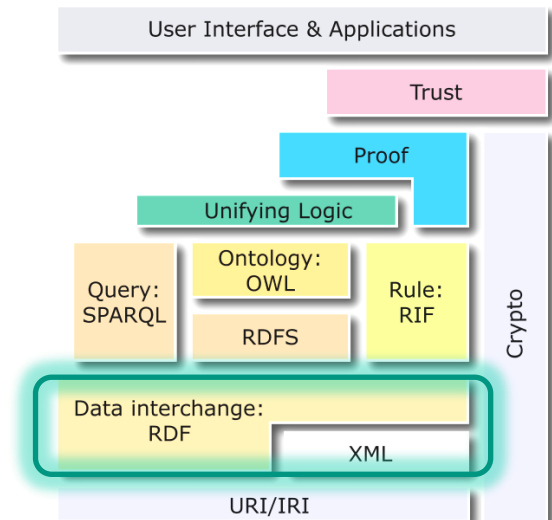 User Interface & Applications
Trust
Proof
Unifying Logic
Ontology:
OWL
Query:
SPARQL
Rule:
RIF
RDFS
Crypto
Data interchange:
RDF
XML
URI/IRI